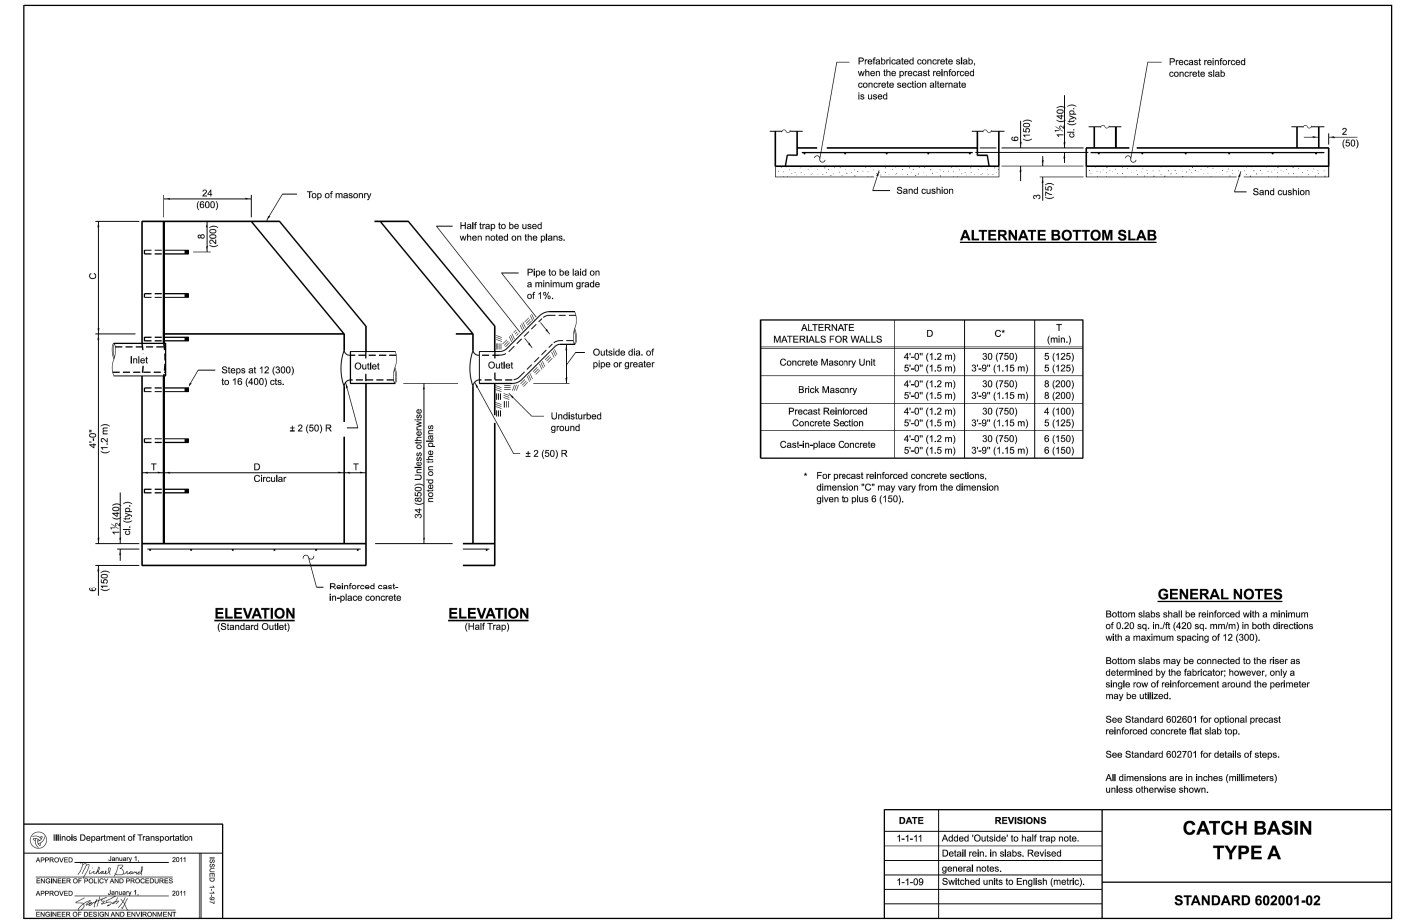 Prefabricated concrete slab,
when the precast reinforced
concrete section alternate
is used
Precast reinforced
concrete slab
6
(150)
1½ (40)
cl. (typ.)
2
(50)
Sand cushion
3
(75)
Sand cushion
ALTERNATE BOTTOM SLAB
24
(600)
Top of masonry
8
(200)
C
Half trap to be used
when noted on the plans.
Pipe to be laid on
a minimum grade
of 1%.
Inlet
Steps at 12 (300)
to 16 (400) cts.
Outlet
Outlet
Outside dia. of
pipe or greater
± 2 (50) R
Undisturbed
ground
± 2 (50) R
4'-0"
(1.2 m)
T
D
T
Circular
34 (850) Unless otherwise
noted on the plans
1½ (40)
cl. (typ.)
6
(150)
Reinforced cast-
in-place concrete
ELEVATION
(Standard Outlet)
ELEVATION
(Half Trap)
ALTERNATE
MATERIALS FOR WALLS
D
C*
T
(min.)
Concrete Masonry Unit
4'-0" (1.2 m) 30 (750) 5 (125)
5'-0" (1.5 m) 3'-9" (1.15 m) 5 (125)
Brick Masonry
4'-0" (1.2 m) 30 (750) 8 (200)
5'-0" (1.5 m) 3'-9" (1.15 m) 8 (200)
Precast Reinforced
Concrete Section
4'-0" (1.2 m) 30 (750) 4 (100)
5'-0" (1.5 m) 3'-9" (1.15 m) 5 (125)
Cast-in-place Concrete
4'-0" (1.2 m) 30 (750) 6 (150)
5'-0" (1.5 m) 3'-9" (1.15 m) 6 (150)
* For precast reinforced concrete sections,
dimension "C" may vary from the dimension
given to plus 6 (150).
GENERAL NOTES
Bottom slabs shall be reinforced with a minimum
of 0.20 sq. in./ft (420 sq. mm/m) in both directions
with a maximum spacing of 12 (300).
Bottom slabs may be connected to the riser as
determined by the fabricator; however, only a
single row of reinforcement around the perimeter
may be utilized.
See Standard 602601 for optional precast
reinforced concrete flat slab top.
See Standard 602701 for details of steps.
All dimensions are in inches (millimeters)
unless otherwise shown.
Illinois Department of Transportation
APPROVED January 1, 2011
Michael Brand
ENGINEER OF POLICY AND PROCEDURES
APPROVED January 1, 2011
ENGINEER OF DESIGN AND ENVIRONMENT
ISSUED 1-1-97
DATE REVISIONS
1-1-11 Added 'Outside' to half trap note.
Detail rein. in slabs. Revised
general notes.
1-1-09 Switched units to English (metric).
CATCH BASIN
TYPE A
STANDARD 602001-02